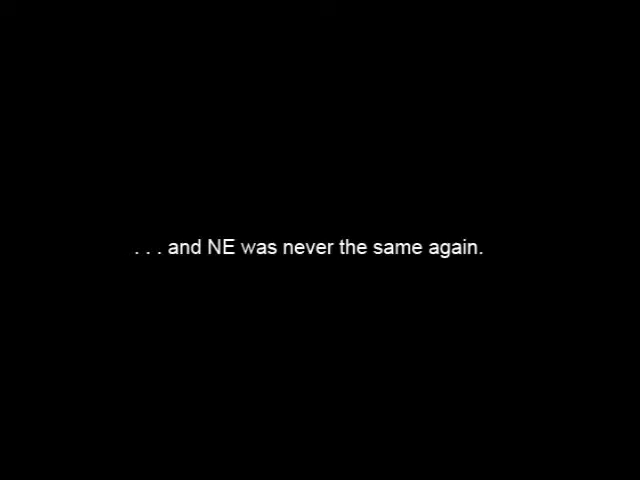 . . . and NE was never the same again.